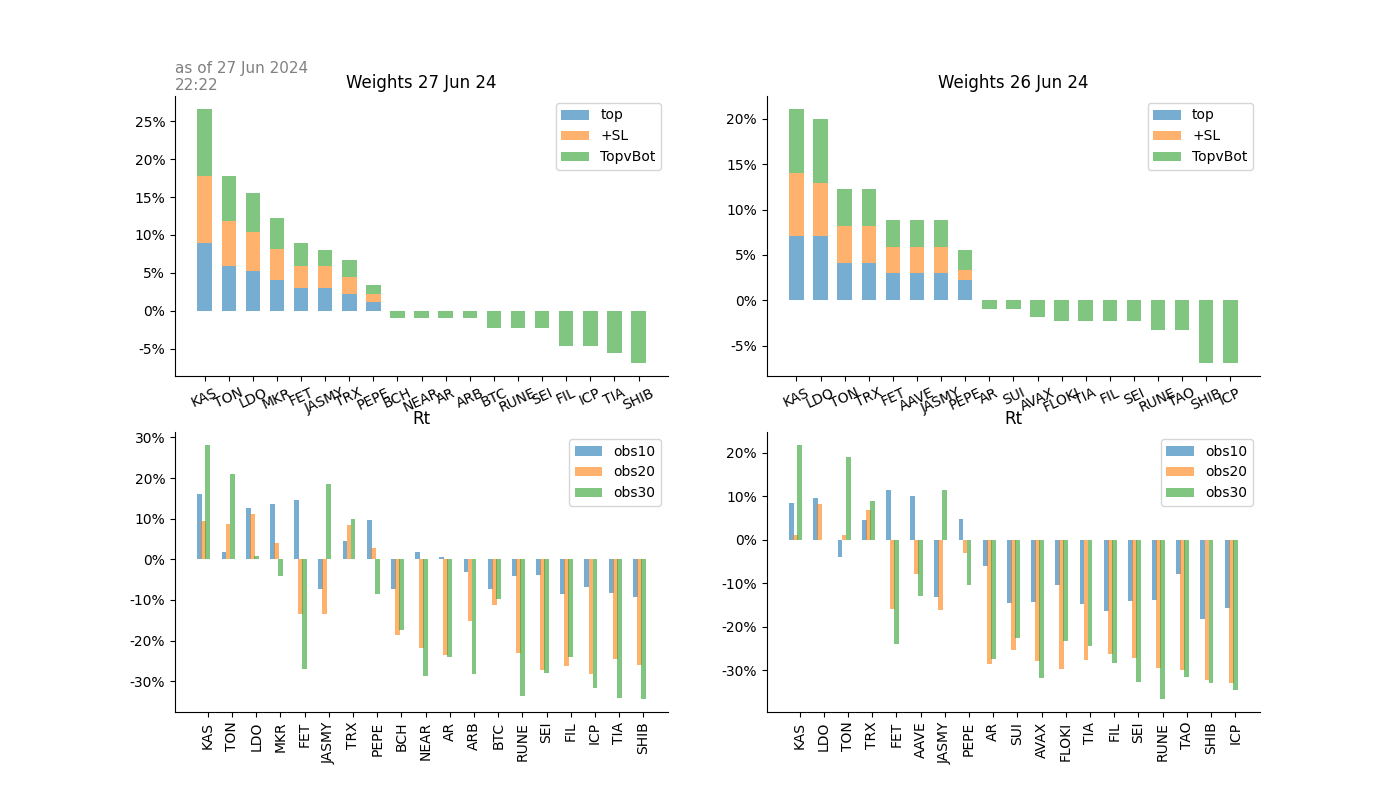 as of 27 Jun 2024
22:22
Weights 27 Jun 24
25%
20%
15%
10%
5%
0%
-5%
top
+SL
TopvBot
KAS TON LDO MKR FET JASMY TRX PEPE BCH NEAR AR ARB BTC RUNE SEI FIL ICP TIA SHIB
Weights 26 Jun 24
20%
15%
10%
5%
0%
-5%
top
+SL
TopvBot
KAS LDO TON TRX FET AAVE JASMY PEPE AR SUI AVAX FLOKI TIA FIL SEI RUNE TAO SHIB ICP
Rt
30%
20%
10%
0%
-10%
-20%
-30%
obs10
obs20
obs30
KAS TON LDO MKR FET JASMY TRX PEPE BCH NEAR AR ARB BTC RUNE SEI FIL ICP TIA SHIB
Rt
20%
10%
0%
-10%
-20%
-30%
obs10
obs20
obs30
KAS LDO TON TRX FET AAVE JASMY PEPE AR SUI AVAX FLOKI TIA FIL SEI RUNE TAO SHIB ICP